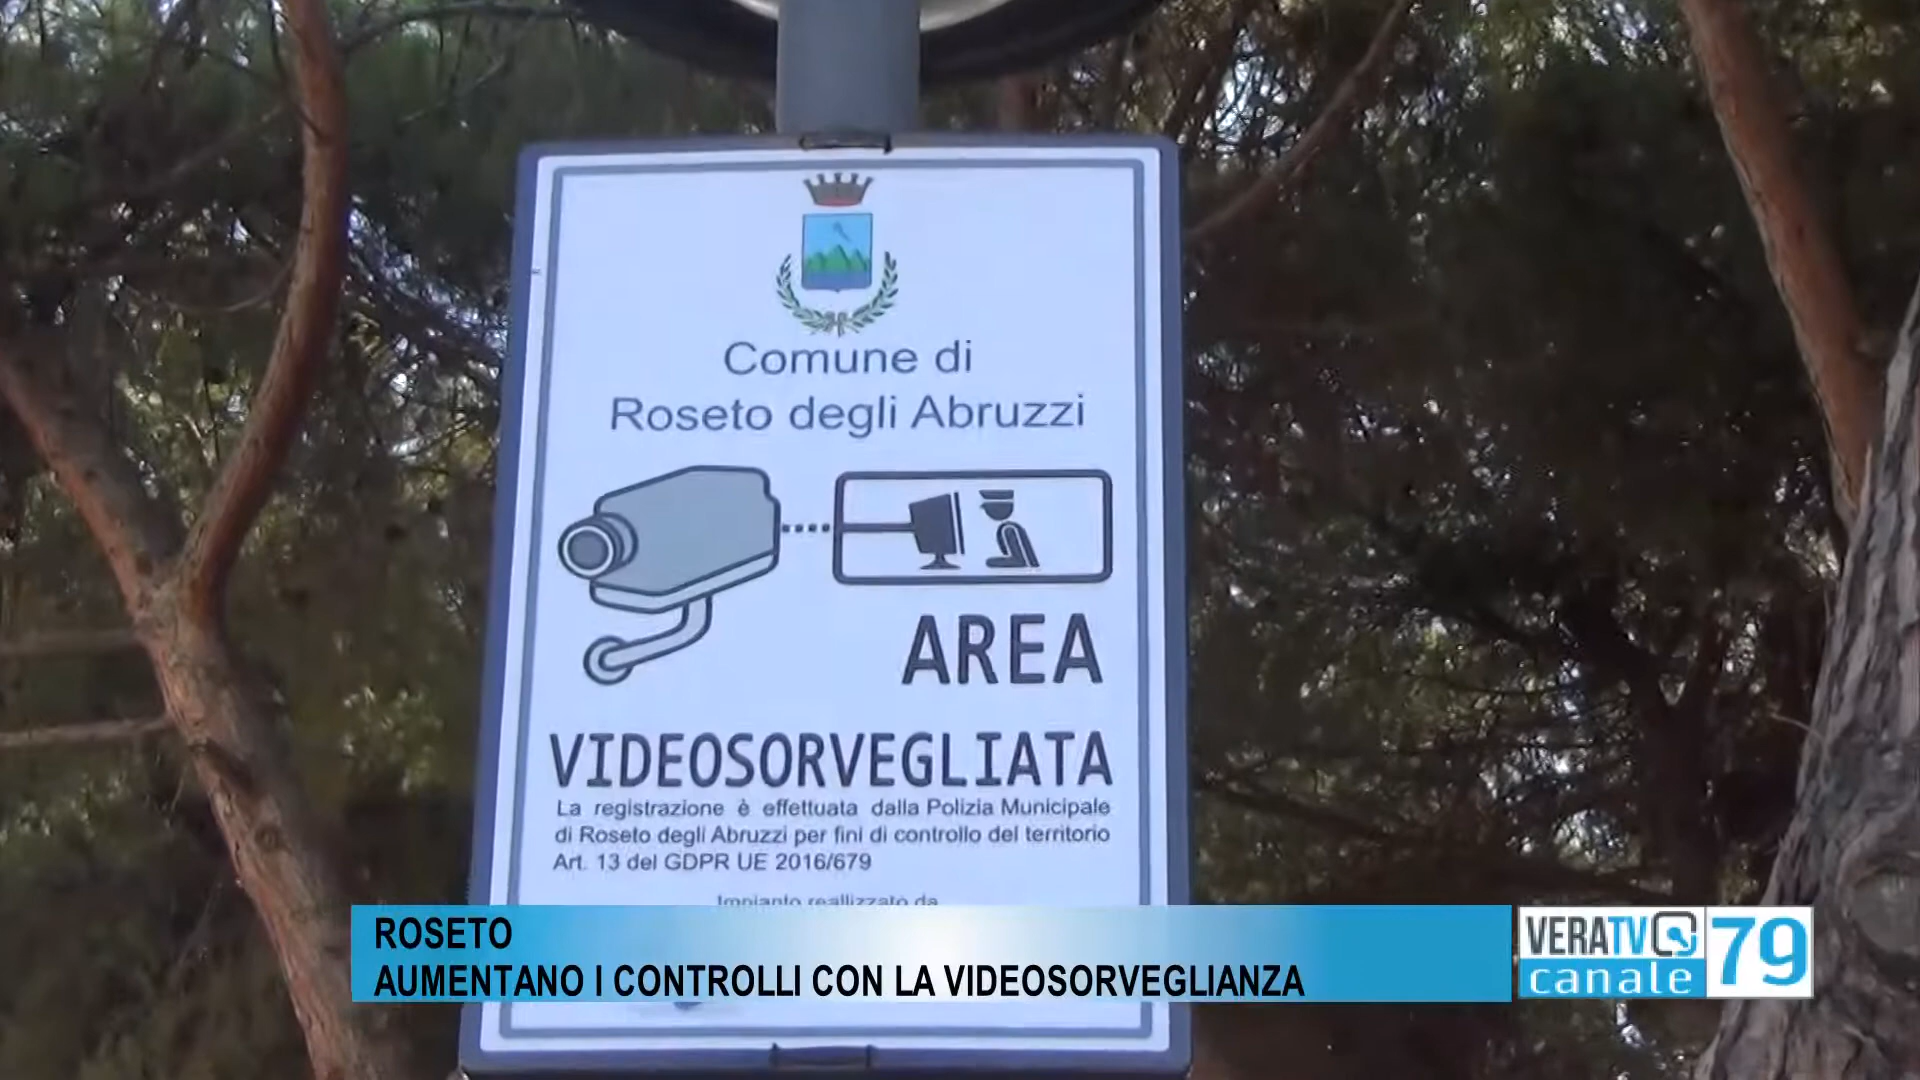 Comune di
Roseto degli Abruzzi
AREA
VIDEOSORVEGLIATA
La registrazione è effettuata dalla Polizia Municipale
di Roseto degli Abruzzi per fini di controllo del territorio
Art. 13 del GDPR UE 2016/679
Impianto reallizzato da
ROSETO
AUMENTANO I CONTROLLI CON LA VIDEOSORVEGLIANZA
VERATV
canale
79